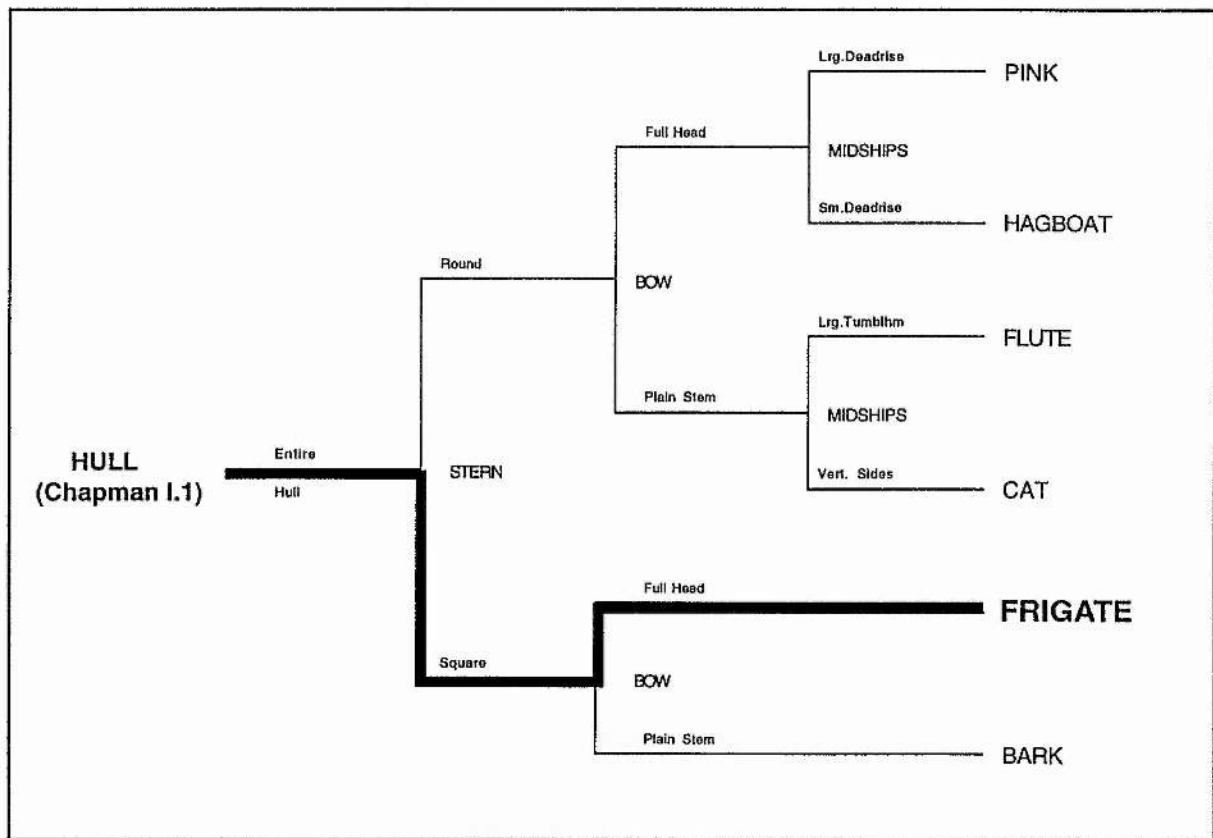 Lrg.Deadrise
PINK
Full Head
MIDSHIPS
Sm.Deadrise
HAGBOAT
Round
BOW
Lrg.Tumblhm
FLUTE
Plain Stem
MIDSHIPS
HULL
(Chapman I.1)
Entire
Hull
STERN
Vert. Sides
CAT
Full Head
FRIGATE
Square
BOW
Plain Stem
BARK